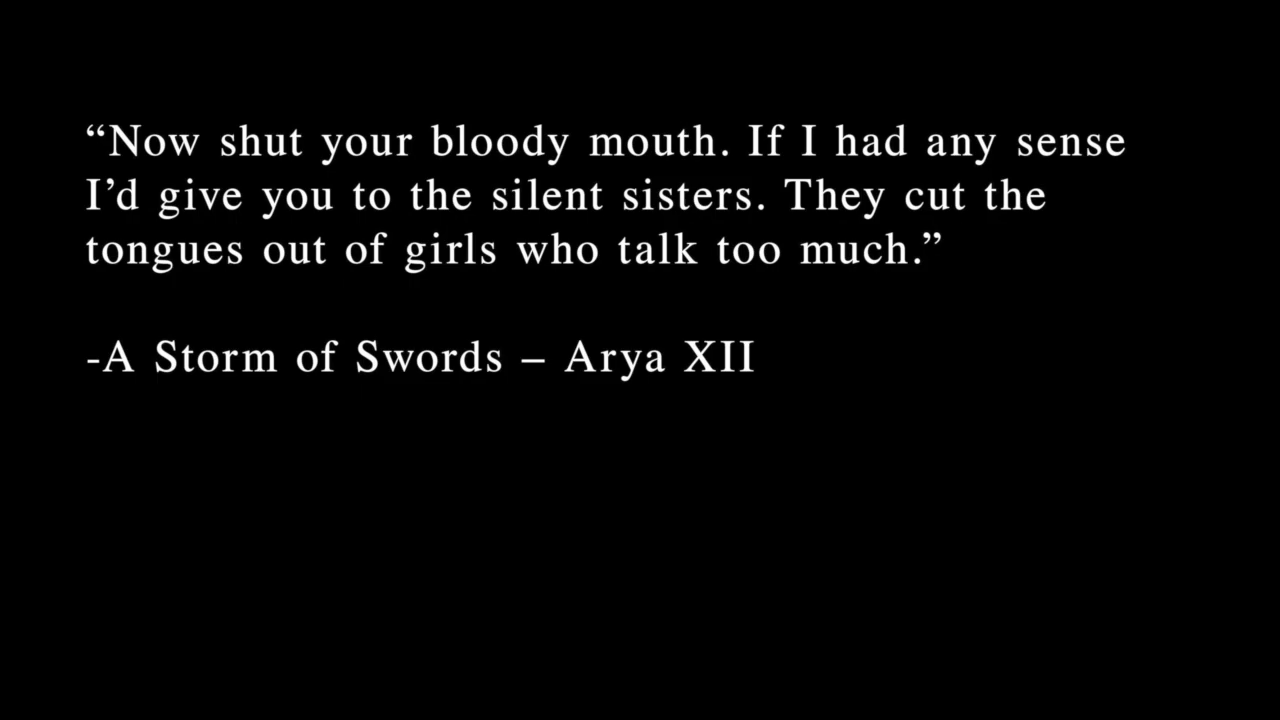 “Now shut your bloody mouth. If I had any sense
I’d give you to the silent sisters. They cut the
tongues out of girls who talk too much.”
-A Storm of Swords – Arya XII